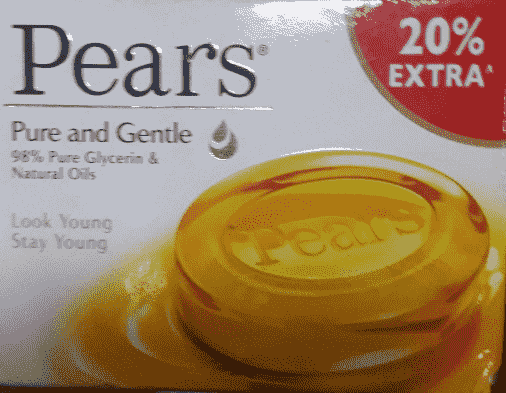 Pears®
20%
EXTRA^
Pure and Gentle
98% Pure Glycerin &
Natural Oils
Look Young
Stay Young
Pears